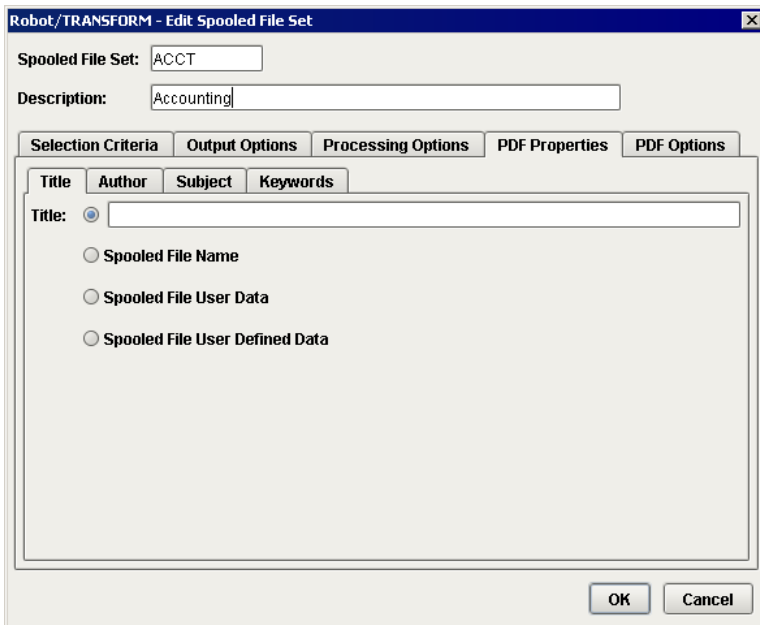 Robot/TRANSFORM - Edit Spooled File Set
Spooled File Set: ACCT
Description: Accounting
Selection Criteria Output Options Processing Options PDF Properties PDF Options
Title Author Subject Keywords
Title:
Spooled File Name
Spooled File User Data
Spooled File User Defined Data
OK Cancel